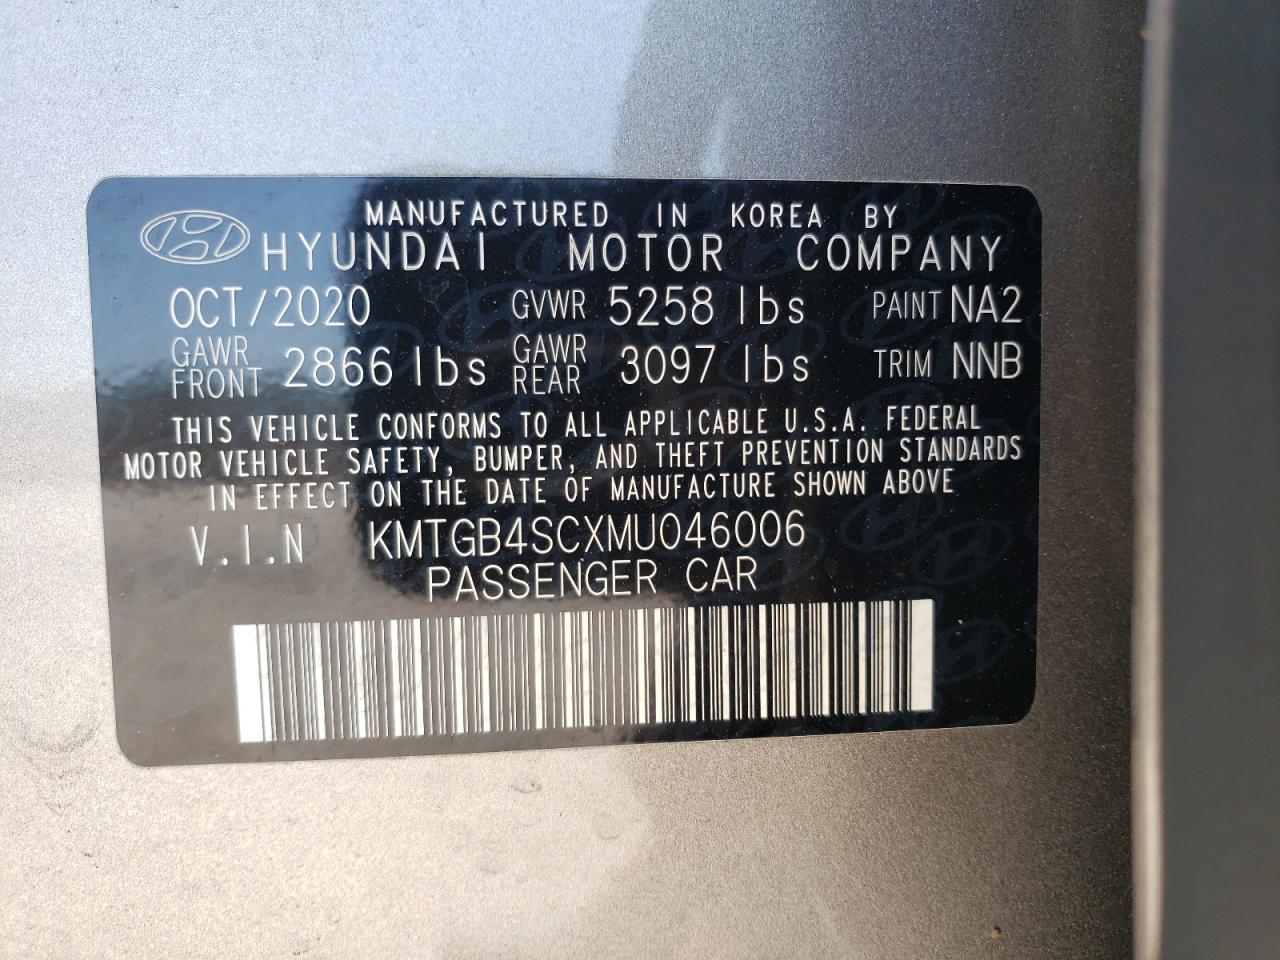 MANUFACTURED IN KOREA BY
HYUNDAI MOTOR COMPANY
OCT/2020 GVWR 5258 lbs PAINT NA2
GAWR FRONT 2866 lbs GAWR REAR 3097 lbs TRIM NNB
THIS VEHICLE CONFORMS TO ALL APPLICABLE U.S.A. FEDERAL
MOTOR VEHICLE SAFETY, BUMPER, AND THEFT PREVENTION STANDARDS
IN EFFECT ON THE DATE OF MANUFACTURE SHOWN ABOVE
V.I.N KMTGB4SCXMU046006
PASSENGER CAR